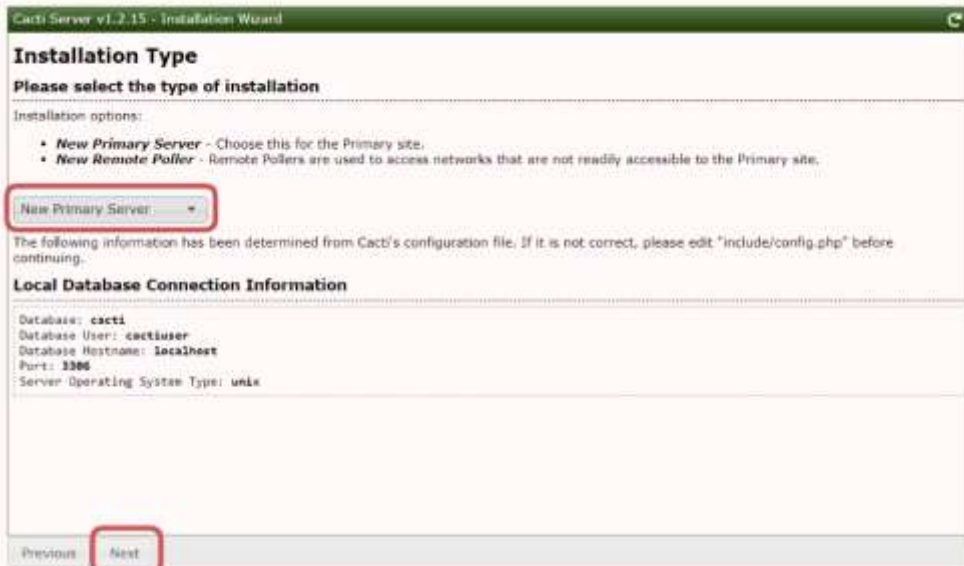 Cacti Server v1.2.15 - Installation Wizard
Installation Type
Please select the type of installation
Installation options:
• New Primary Server - Choose this for the Primary site.
• New Remote Poller - Remote Pollers are used to access networks that are not readily accessible to the Primary site.
New Primary Server
The following information has been determined from Cacti's configuration file. If it is not correct, please edit "include/config.php" before
continuing.
Local Database Connection Information
Database: cacti
Database User: cactiuser
Database Hostname: localhost
Port: 3306
Server Operating System Type: unix
Previous Next